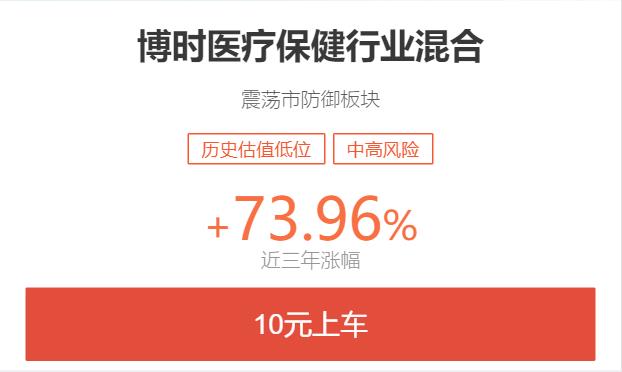 博时医疗保健行业混合
震荡市防御板块
历史估值低位 中高风险
+73.96%
近三年涨幅
10元上车